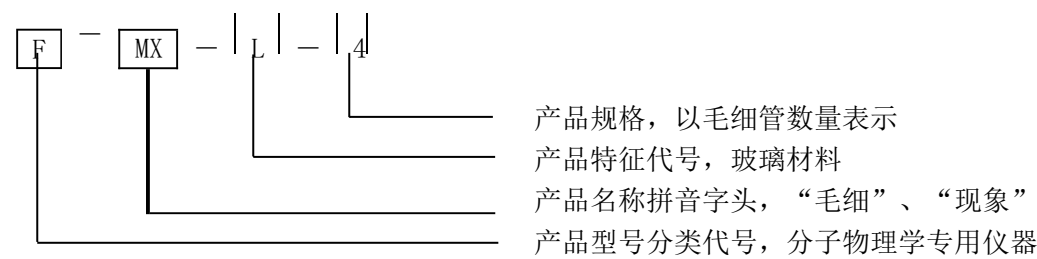 F － MX － L － 4
产品规格，以毛细管数量表示
产品特征代号，玻璃材料
产品名称拼音字头，“毛细”、“现象”
产品型号分类代号，分子物理学专用仪器